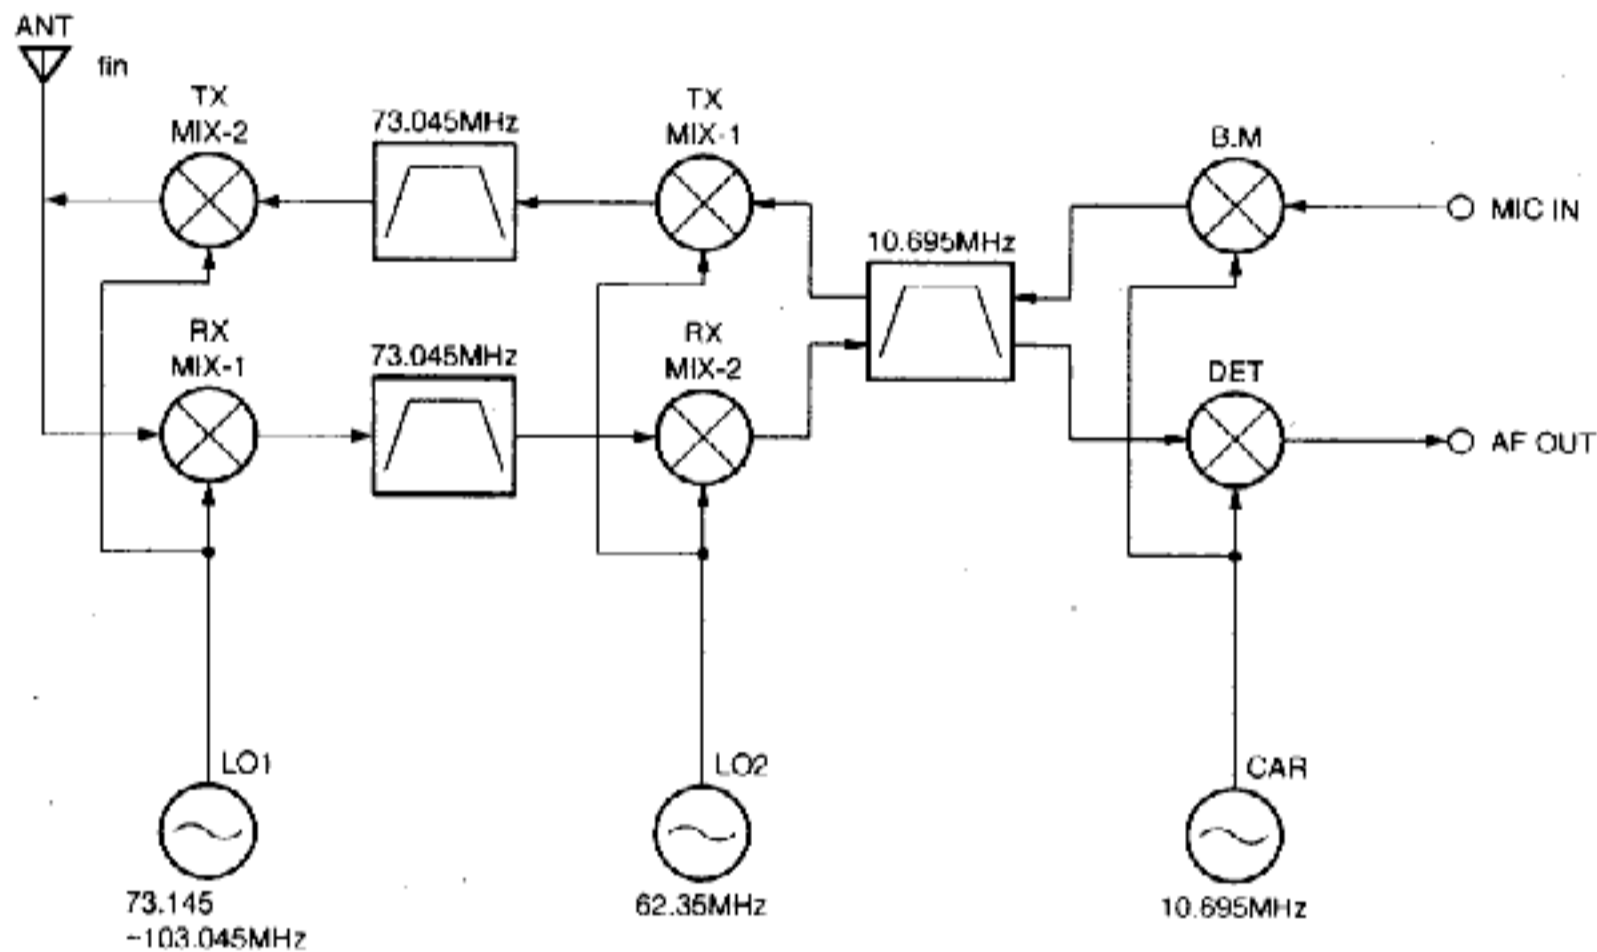 ANT
fin
TX
MIX-2
73.045MHz
TX
MIX-1
B.M
MIC IN
10.695MHz
RX
MIX-1
73.045MHz
RX
MIX-2
DET
AF OUT
LO1
LO2
CAR
73.145
~103.045MHz
62.35MHz
10.695MHz